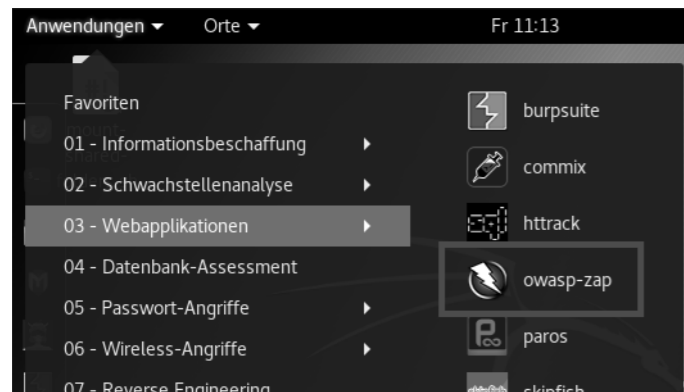 Anwendungen Orte Fr 11:13
Favoriten
01 - Informationsbeschaffung
02 - Schwachstellenanalyse
03 - Webapplikationen
04 - Datenbank-Assessment
05 - Passwort-Angriffe
06 - Wireless-Angriffe
07 - Reverse Engineering
burpsuite
commix
httrack
owasp-zap
paros
skipfish